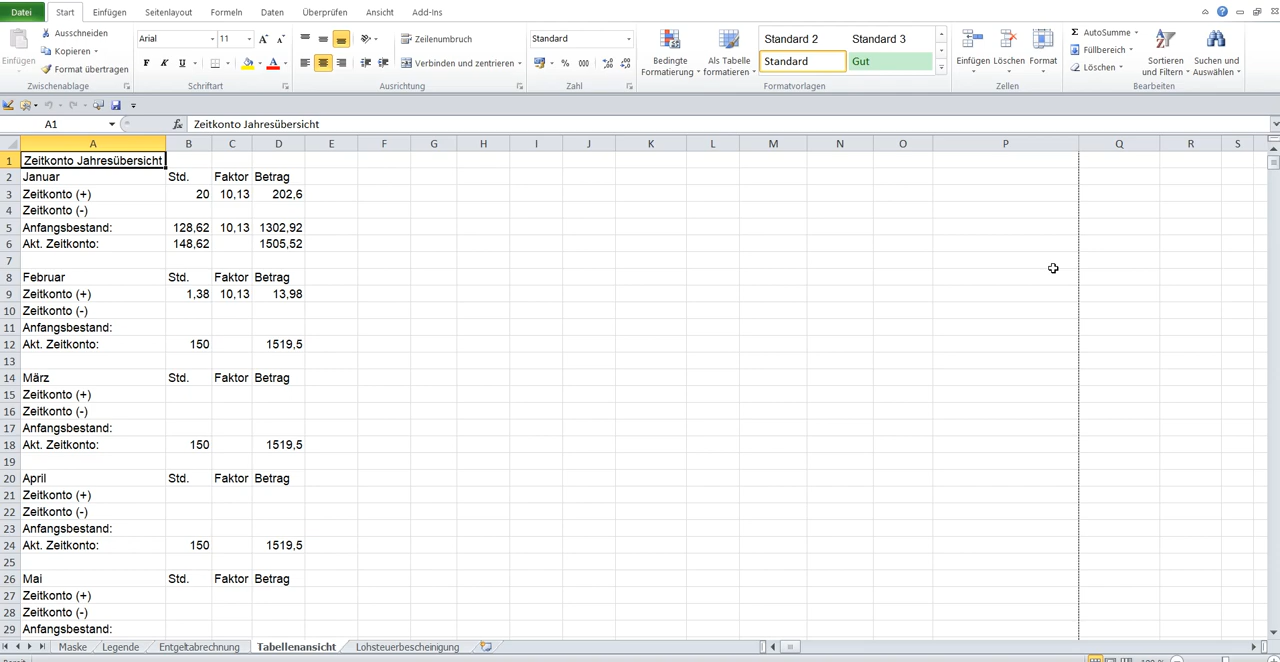 Datei Start Einfügen Seitenlayout Formeln Daten Überprüfen Ansicht Add-Ins
Einfügen
Ausschneiden
Kopieren
Format übertragen
Zwischenablage
Arial 11
F K U
Schriftart
Zeilenumbruch
Verbinden und zentrieren
Ausrichtung
Standard
% 000
Zahl
Bedingte Formatierung
Als Tabelle formatieren
Standard 2 Standard 3
Standard Gut
Formatvorlagen
Einfügen Löschen Format
Zellen
Σ AutoSumme
Füllbereich
Löschen
Sortieren und Filtern
Suchen und Auswählen
Bearbeiten
A1 fx Zeitkonto Jahresübersicht
A B C D E F G H I J K L M N O P Q R S
1 Zeitkonto Jahresübersicht
2 Januar Std. Faktor Betrag
3 Zeitkonto (+) 20 10,13 202,6
4 Zeitkonto (-)
5 Anfangsbestand: 128,62 10,13 1302,92
6 Akt. Zeitkonto: 148,62 1505,52
7
8 Februar Std. Faktor Betrag
9 Zeitkonto (+) 1,38 10,13 13,98
10 Zeitkonto (-)
11 Anfangsbestand:
12 Akt. Zeitkonto: 150 1519,5
13
14 März Std. Faktor Betrag
15 Zeitkonto (+)
16 Zeitkonto (-)
17 Anfangsbestand:
18 Akt. Zeitkonto: 150 1519,5
19
20 April Std. Faktor Betrag
21 Zeitkonto (+)
22 Zeitkonto (-)
23 Anfangsbestand:
24 Akt. Zeitkonto: 150 1519,5
25
26 Mai Std. Faktor Betrag
27 Zeitkonto (+)
28 Zeitkonto (-)
29 Anfangsbestand:
Maske Legende Entgeltabrechnung Tabellenansicht Lohsteuerbescheinigung